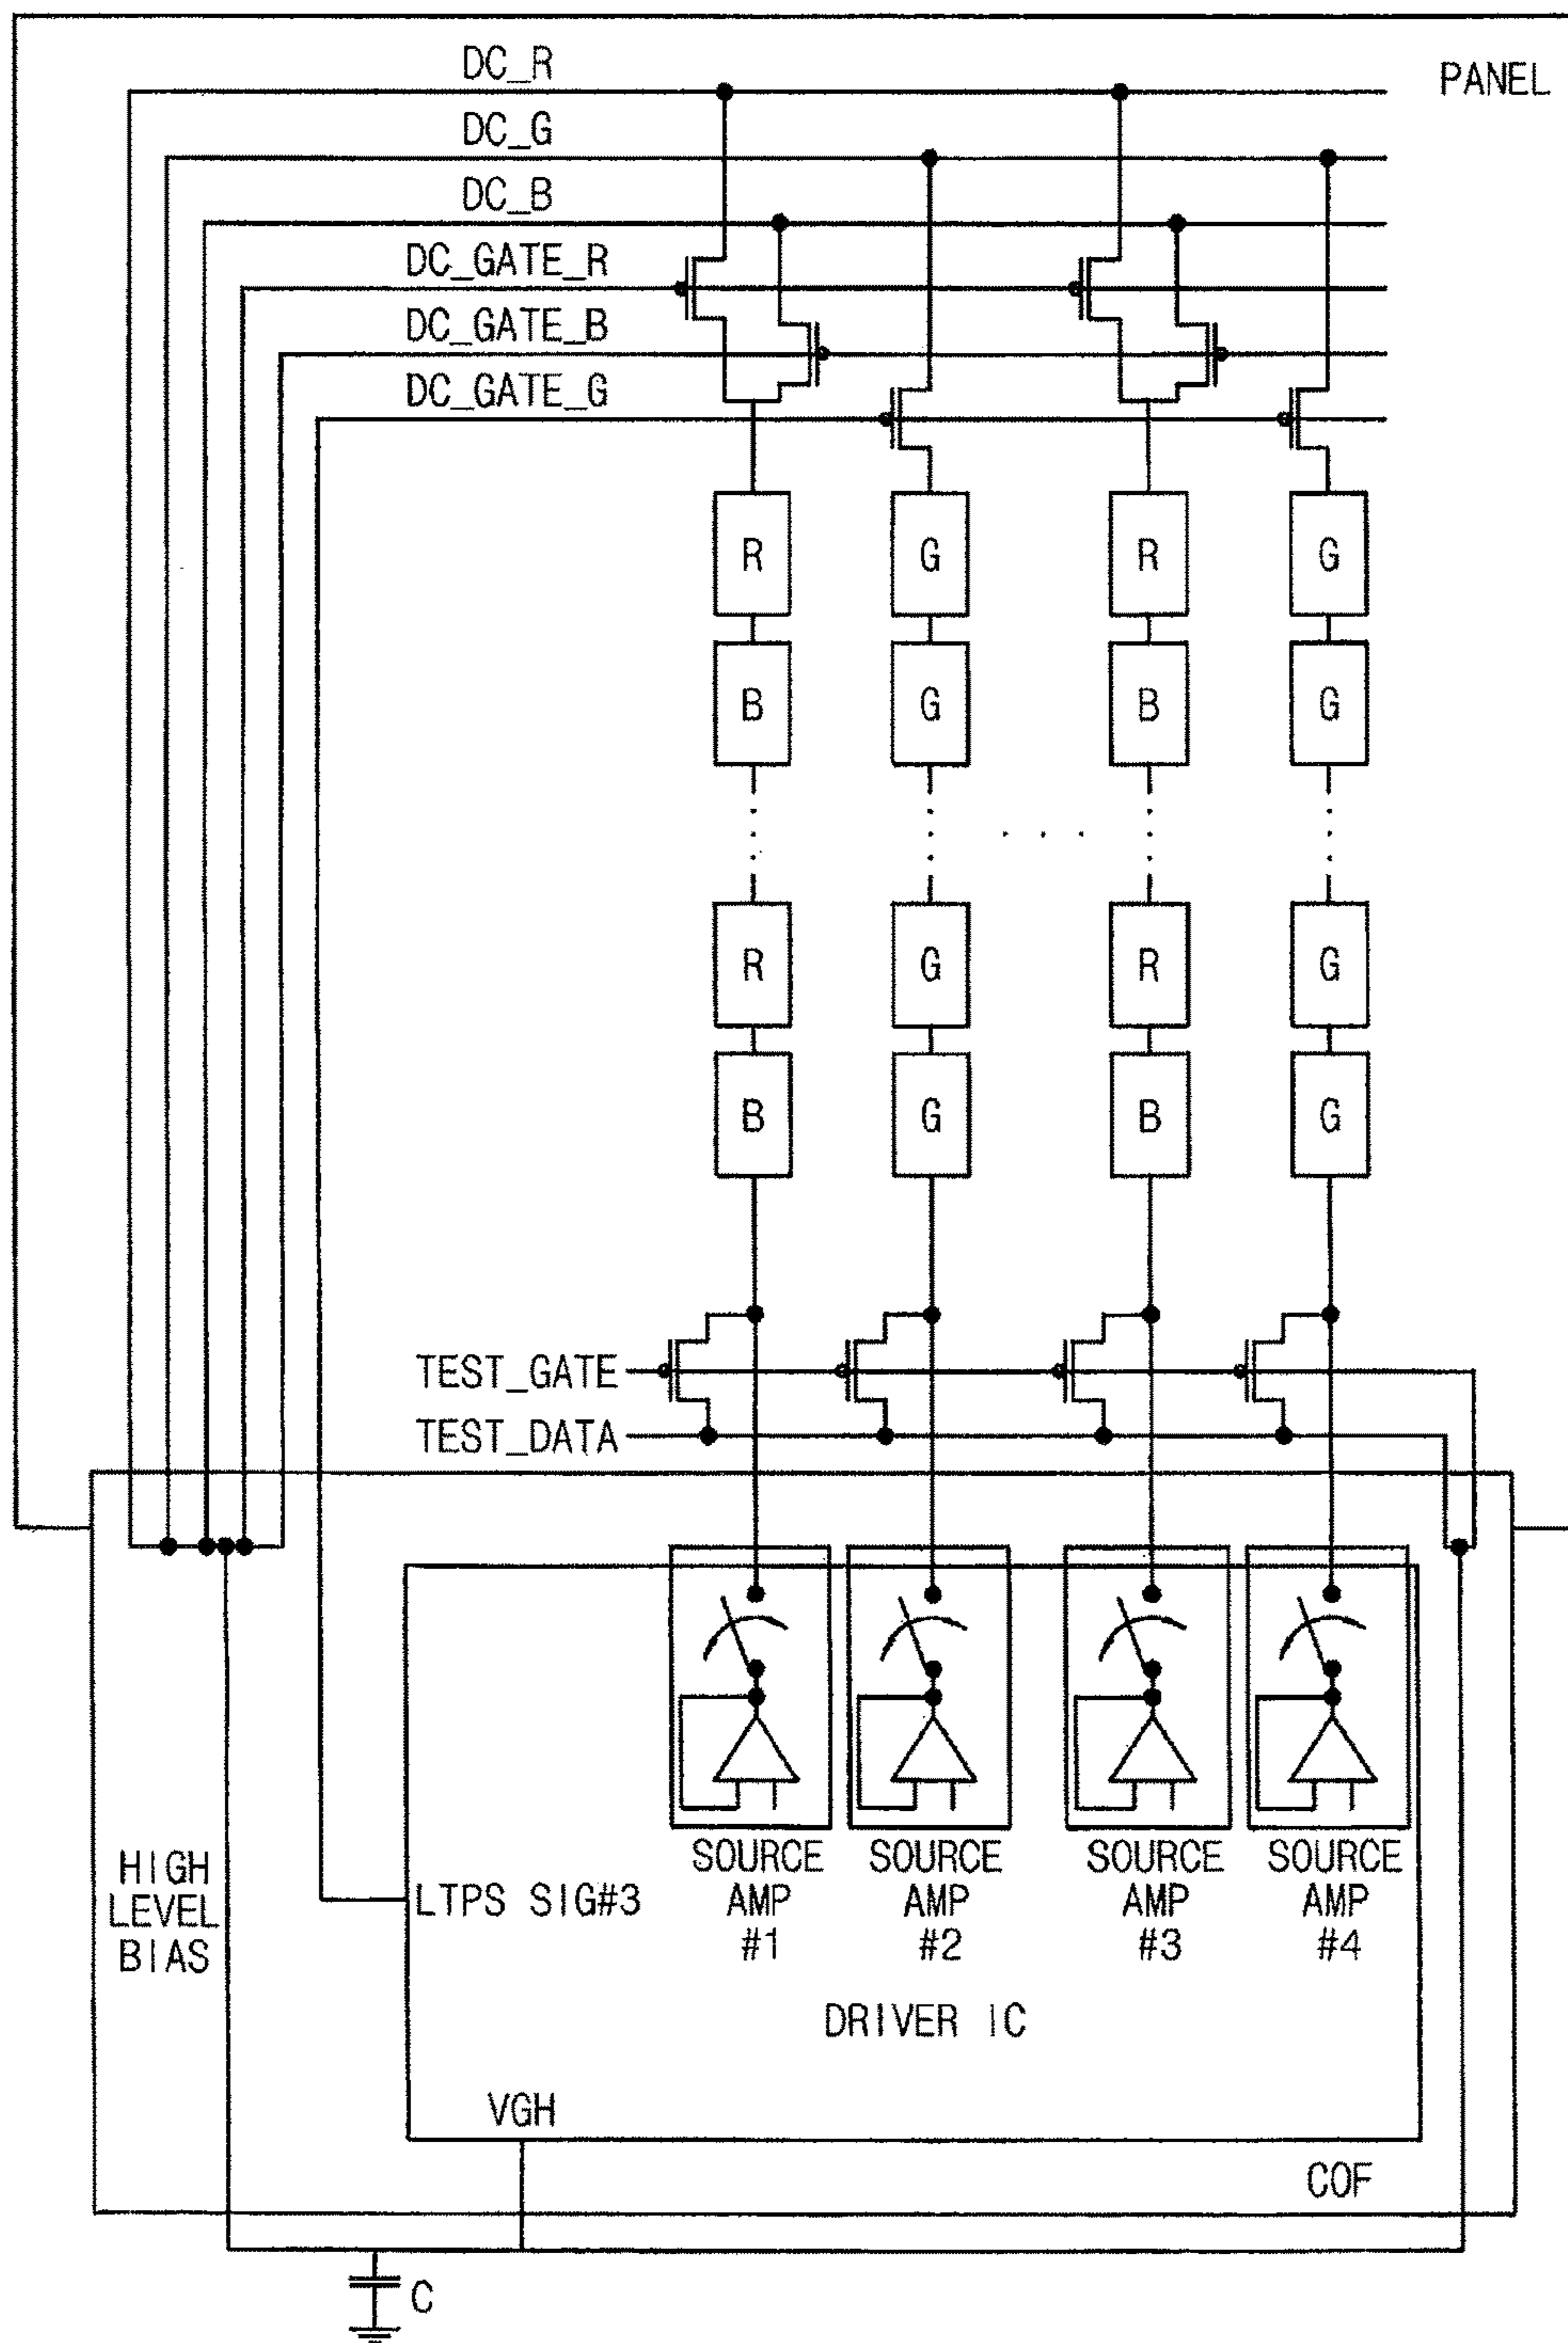 DC_R
PANEL
DC_G
DC_B
DC_GATE_R
DC_GATE_B
DC_GATE_G
R G R G
B G B G
R G R G
B G B G
TEST_GATE
TEST_DATA
HIGH
LEVEL
BIAS
LTPS SIG#3
SOURCE
AMP
#1
SOURCE
AMP
#2
SOURCE
AMP
#3
SOURCE
AMP
#4
DRIVER IC
VGH
COF
C